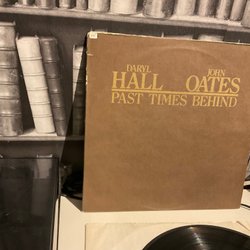 DARYL JOHN
HALL OATES
PAST TIMES BEHIND